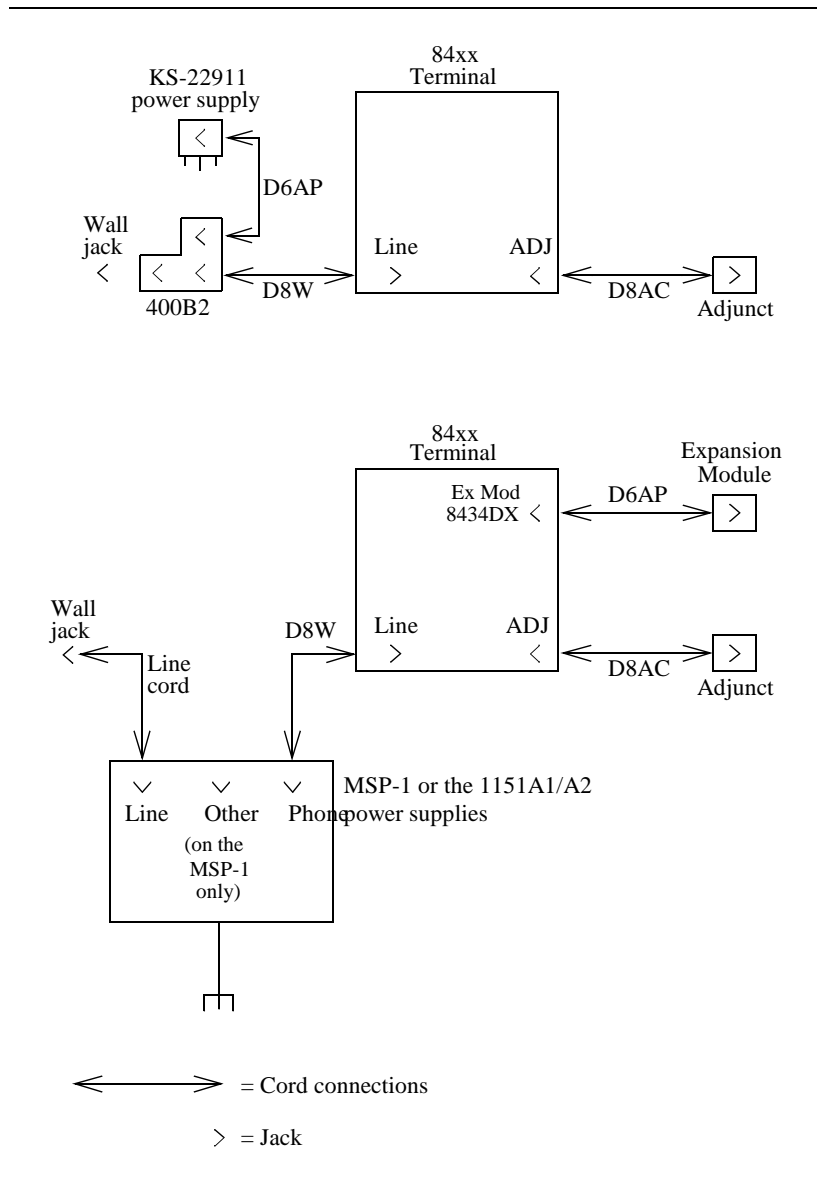 84xx
Terminal
KS-22911
power supply
D6AP
Wall
jack
Line
ADJ
400B2
D8W
D8AC
Adjunct
84xx
Terminal
Expansion
Module
Ex Mod
8434DX
D6AP
Wall
jack
Line
cord
D8W
Line
ADJ
D8AC
Adjunct
MSP-1 or the 1151A1/A2
power supplies
Line
Other
Phone
(on the
MSP-1
only)
= Cord connections
= Jack